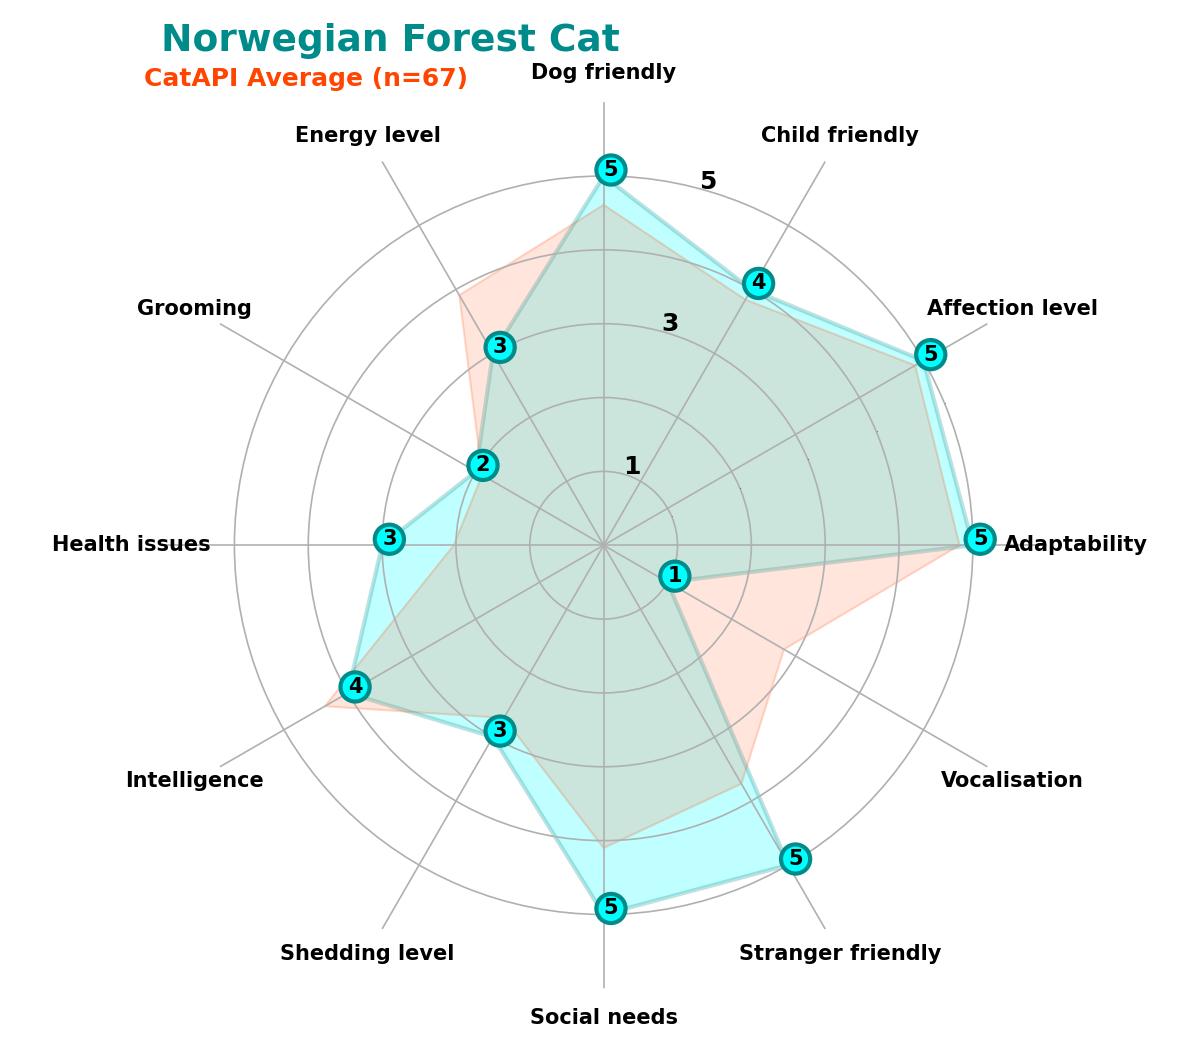 Norwegian Forest Cat
CatAPI Average (n=67)
Dog friendly
Energy level
Child friendly
5
5
4
Grooming
Affection level
3
3
5
2
1
Health issues
3
5
Adaptability
1
4
3
Intelligence
Vocalisation
5
5
Shedding level
Stranger friendly
Social needs